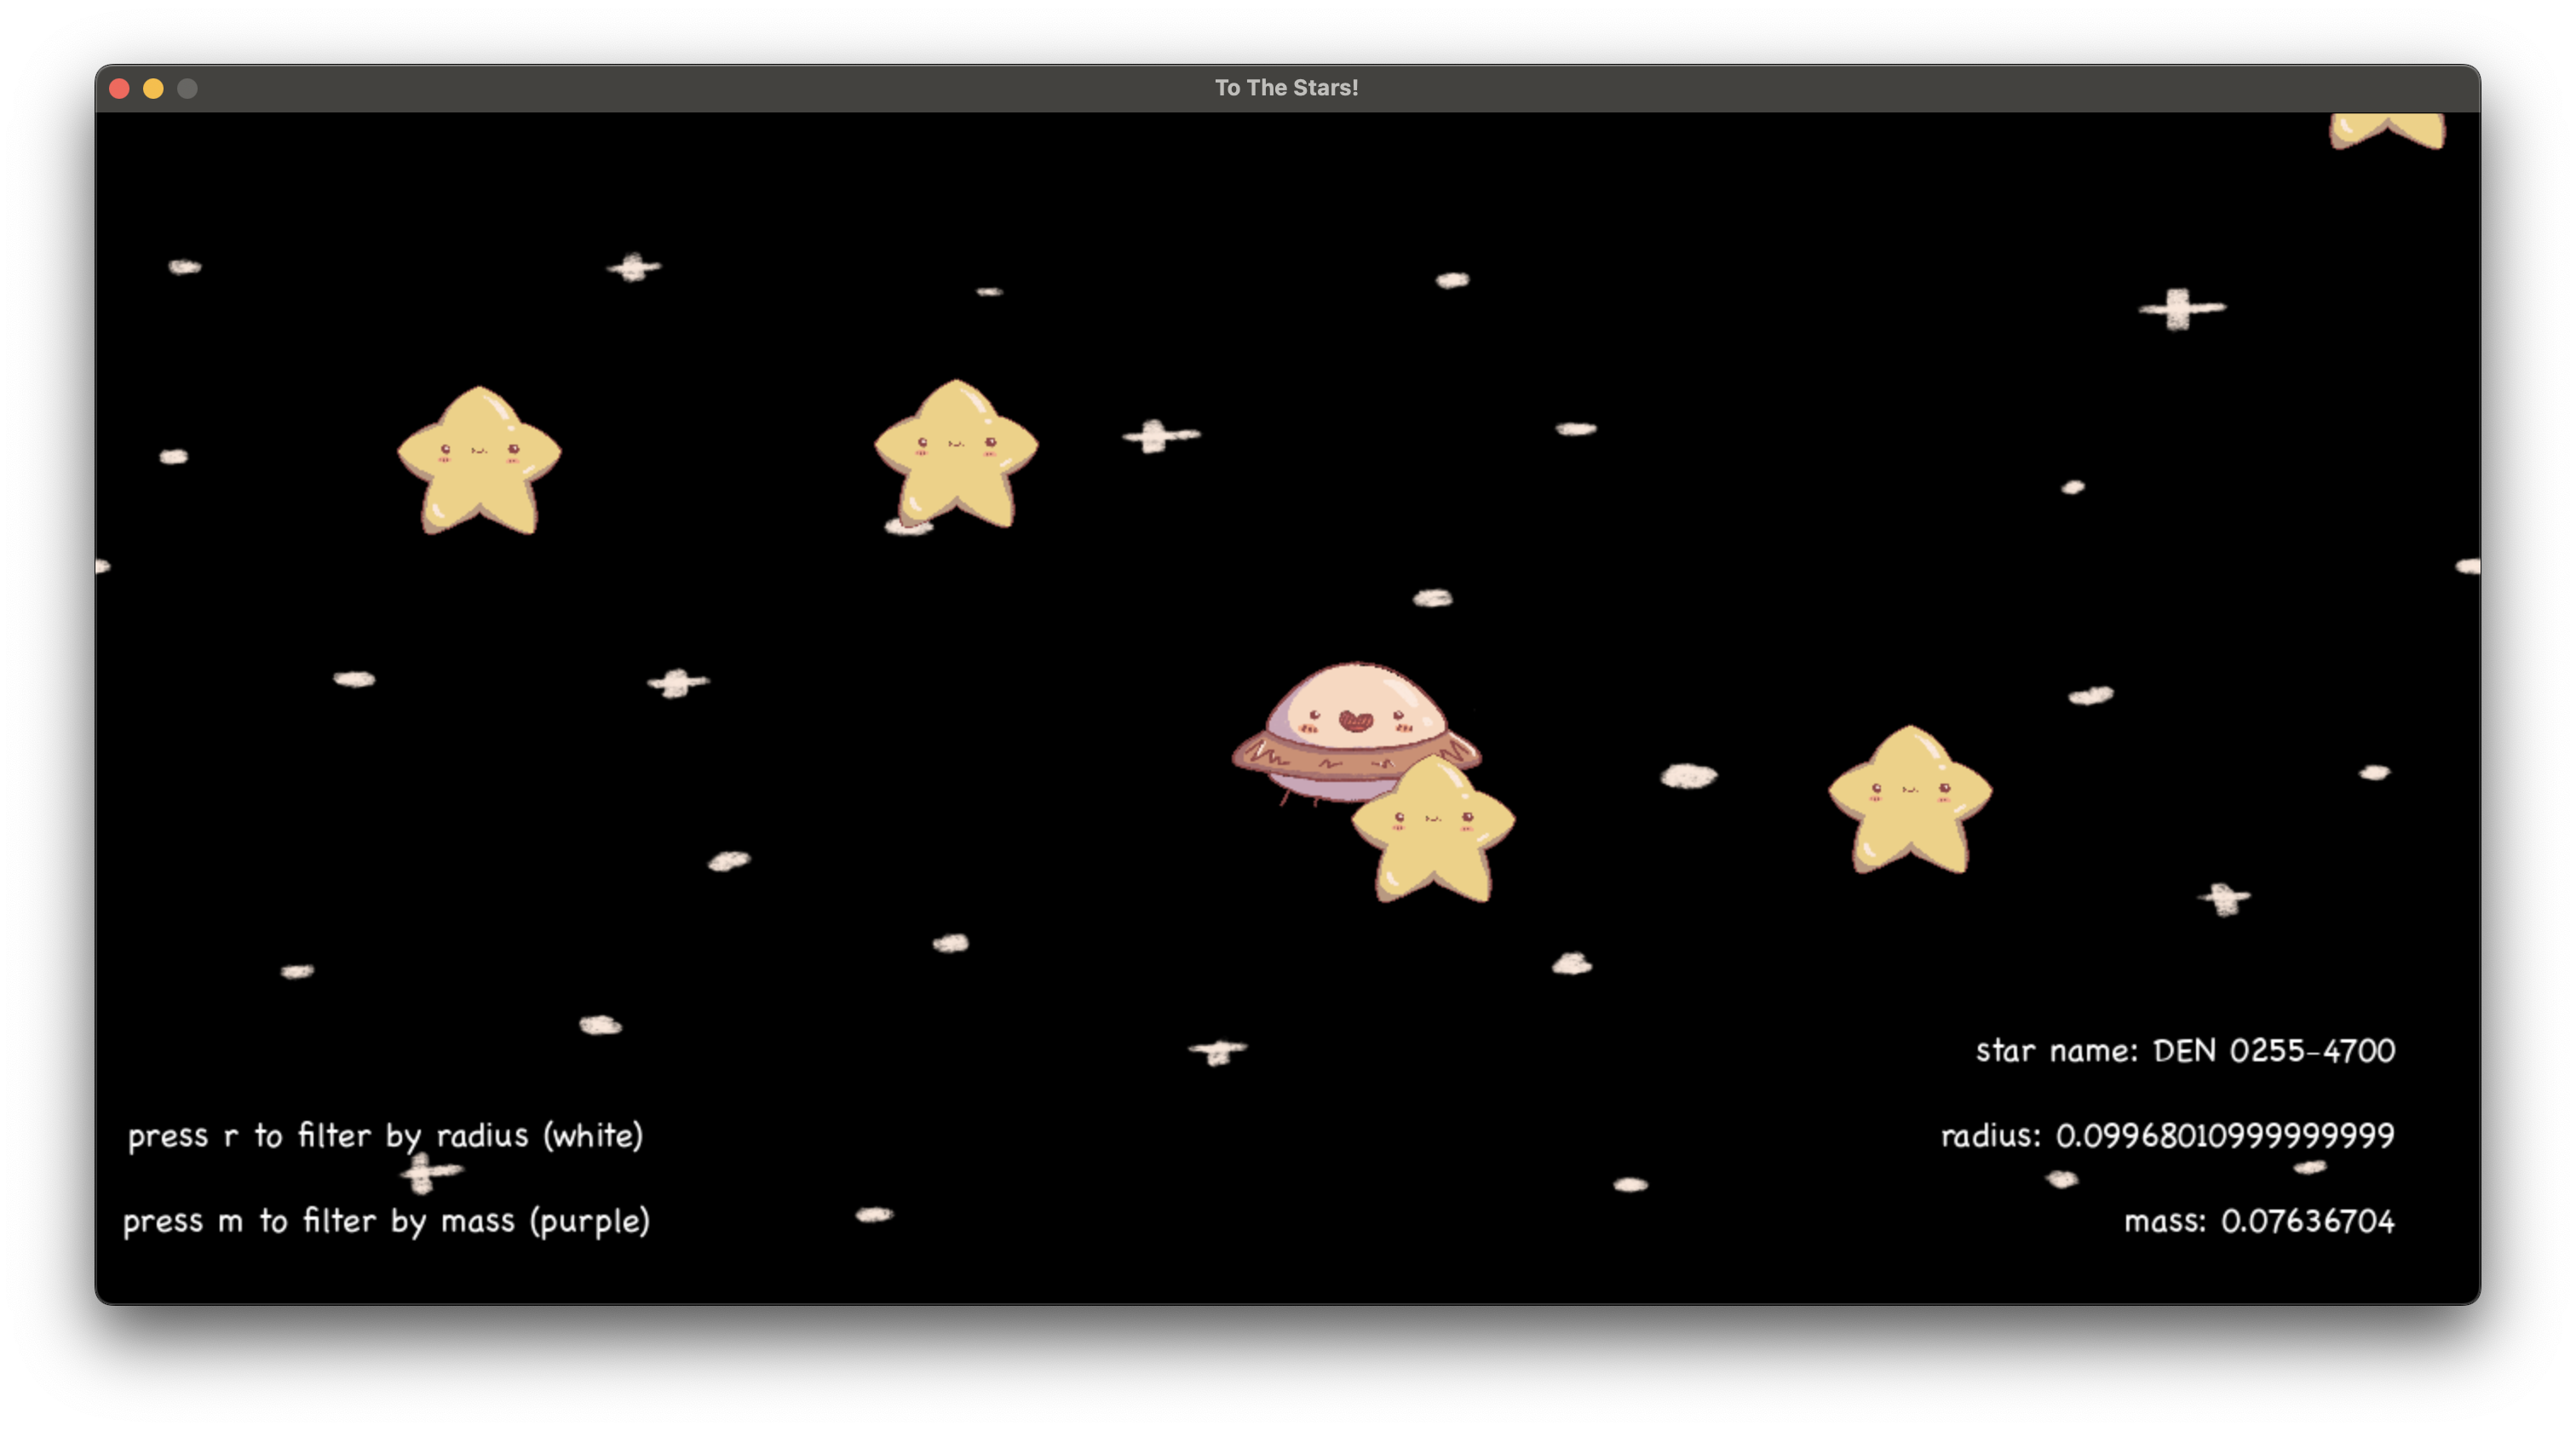 To The Stars!
star name: DEN 0255-4700
press r to filter by radius (white)
radius: 0.09968010999999999
press m to filter by mass (purple)
mass: 0.07636704